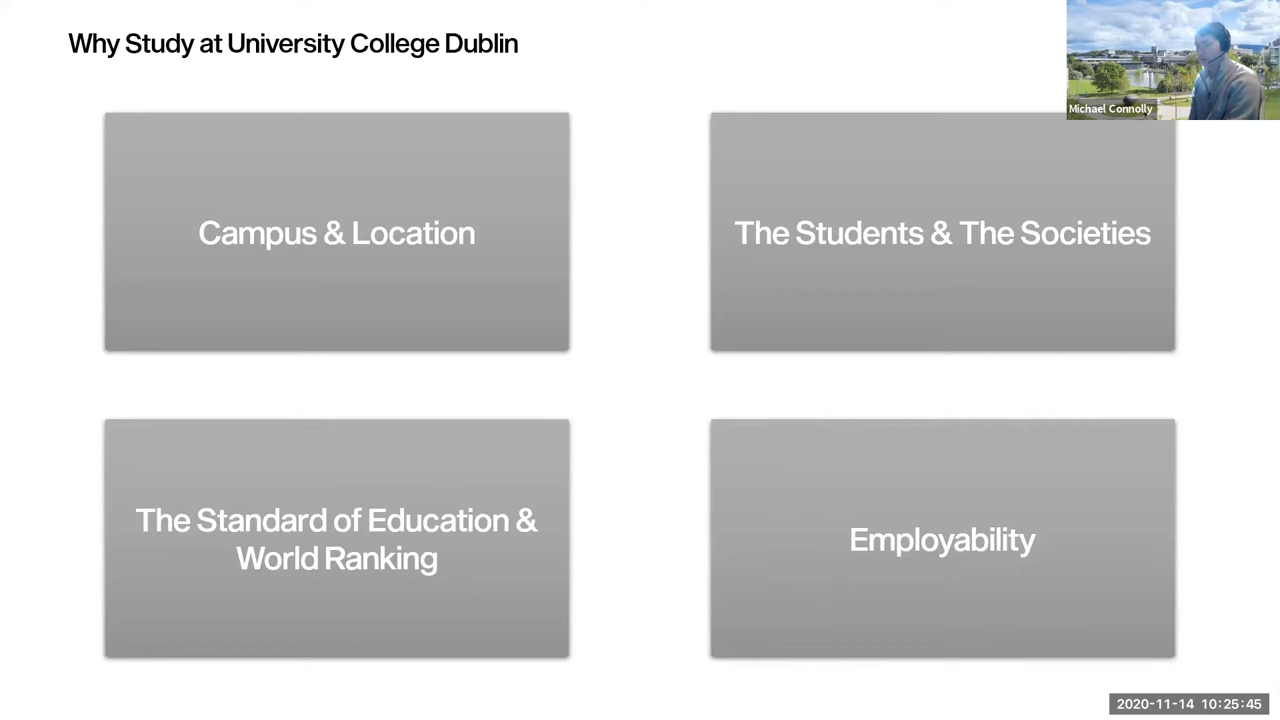 Why Study at University College Dublin
Michael Connolly
Campus & Location
The Students & The Societies
The Standard of Education &
World Ranking
Employability
2020-11-14 10:25:45